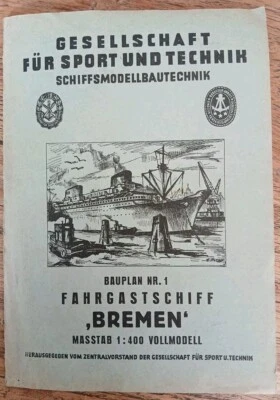 GESELLSCHAFT
FÜR SPORT UND TECHNIK
SCHIFFSMODELLBAUTECHNIK
BAUPLAN NR. 1
FAHRGASTSCHIFF
‚BREMEN‘
MASSTAB 1:400 VOLLMODELL
HERAUSGEGEBEN VOM ZENTRALVORSTAND DER GESELLSCHAFT FÜR SPORT U. TECHNIK